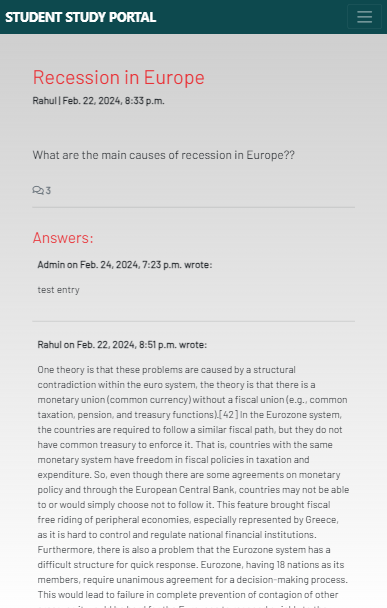 STUDENT STUDY PORTAL
Recession in Europe
Rahul | Feb. 22, 2024, 8:33 p.m.
What are the main causes of recession in Europe??
3
Answers:
Admin on Feb. 24, 2024, 7:23 p.m. wrote:
test entry
Rahul on Feb. 22, 2024, 8:51 p.m. wrote:
One theory is that these problems are caused by a structural
contradiction within the euro system, the theory is that there is a
monetary union (common currency) without a fiscal union (e.g., common
taxation, pension, and treasury functions).[42] In the Eurozone system,
the countries are required to follow a similar fiscal path, but they do not
have common treasury to enforce it. That is, countries with the same
monetary system have freedom in fiscal policies in taxation and
expenditure. So, even though there are some agreements on monetary
policy and through the European Central Bank, countries may not be able
to or would simply choose not to follow it. This feature brought fiscal
free riding of peripheral economies, especially represented by Greece,
as it is hard to control and regulate national financial institutions.
Furthermore, there is also a problem that the Eurozone system has a
difficult structure for quick response. Eurozone, having 18 nations as its
members, require unanimous agreement for a decision-making process.
This would lead to failure in complete prevention of contagion of other